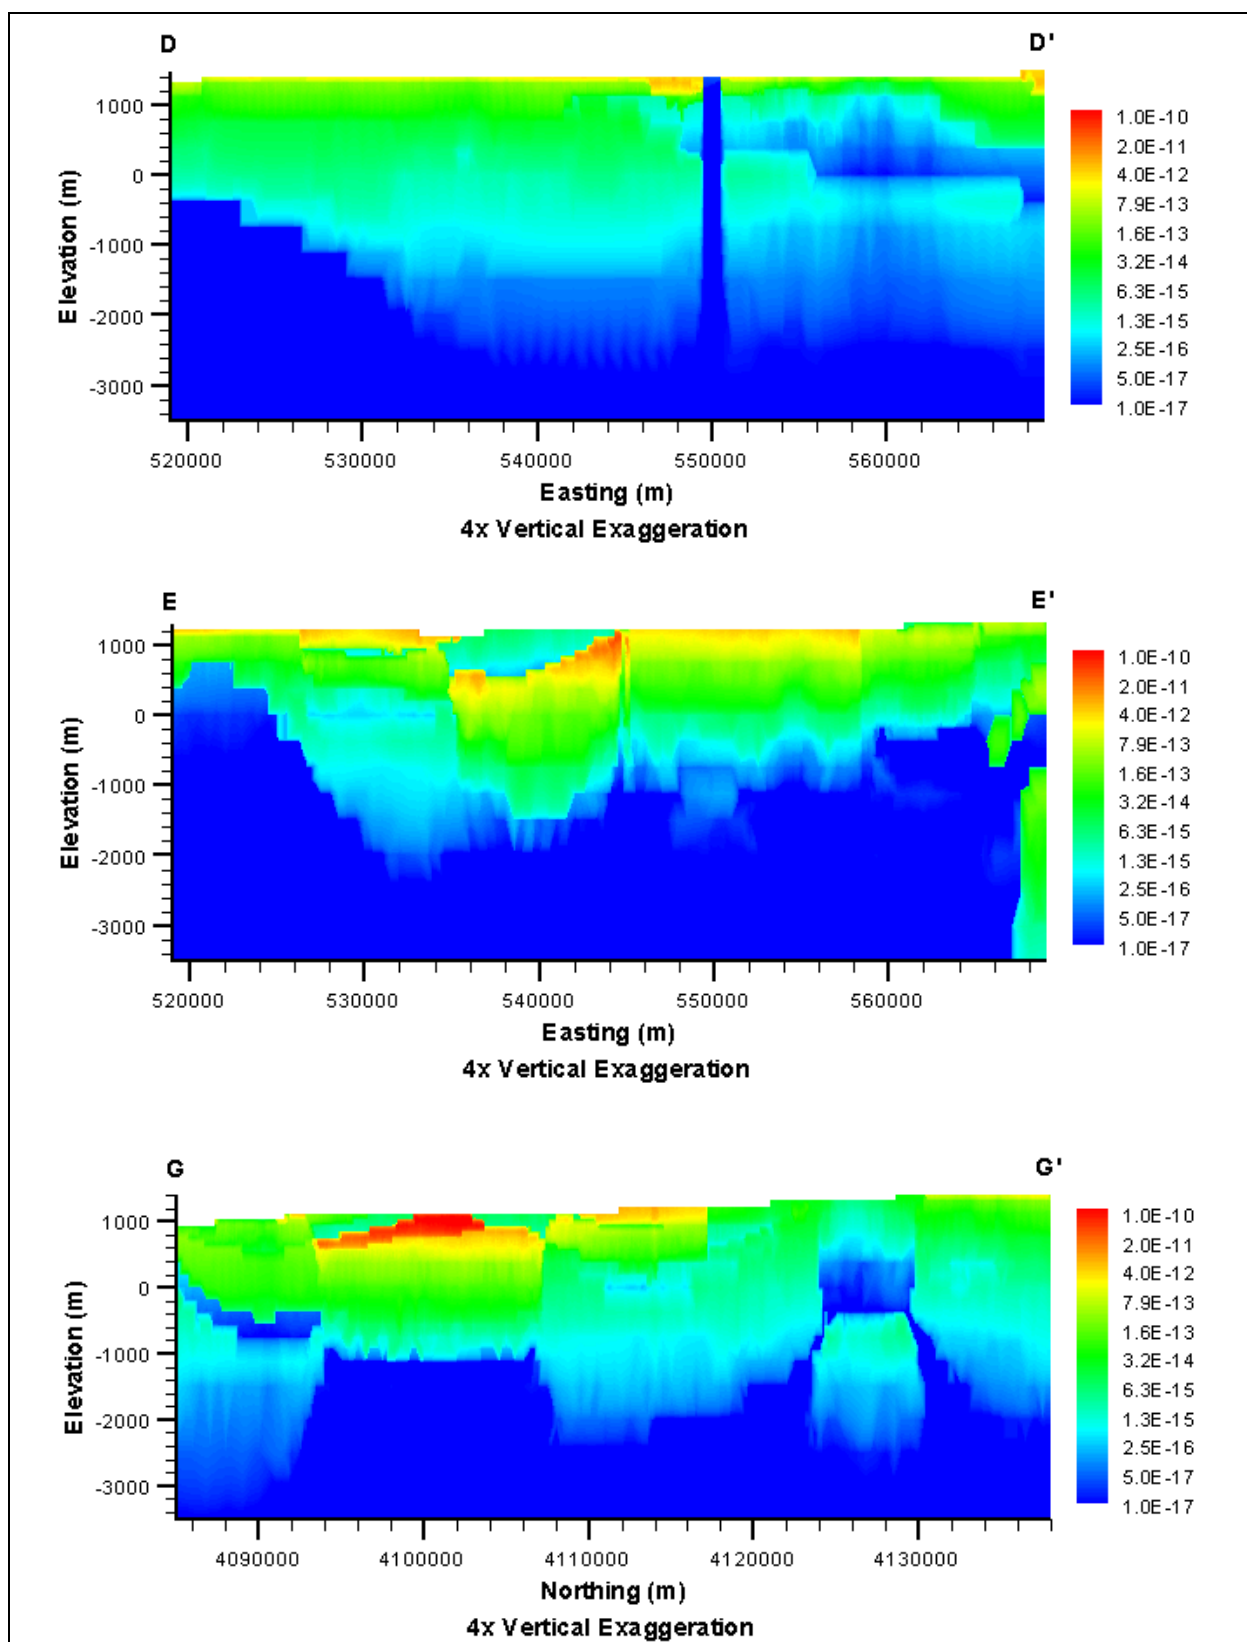 D D'
1000
0
-1000
-2000
-3000
Elevation (m)
520000 530000 540000 550000 560000
Easting (m)
4x Vertical Exaggeration
1.0E-10
2.0E-11
4.0E-12
7.9E-13
1.6E-13
3.2E-14
6.3E-15
1.3E-15
2.5E-16
5.0E-17
1.0E-17
E E'
1000
0
-1000
-2000
-3000
Elevation (m)
520000 530000 540000 550000 560000
Easting (m)
4x Vertical Exaggeration
1.0E-10
2.0E-11
4.0E-12
7.9E-13
1.6E-13
3.2E-14
6.3E-15
1.3E-15
2.5E-16
5.0E-17
1.0E-17
G G'
1000
0
-1000
-2000
-3000
Elevation (m)
4090000 4100000 4110000 4120000 4130000
Northing (m)
4x Vertical Exaggeration
1.0E-10
2.0E-11
4.0E-12
7.9E-13
1.6E-13
3.2E-14
6.3E-15
1.3E-15
2.5E-16
5.0E-17
1.0E-17